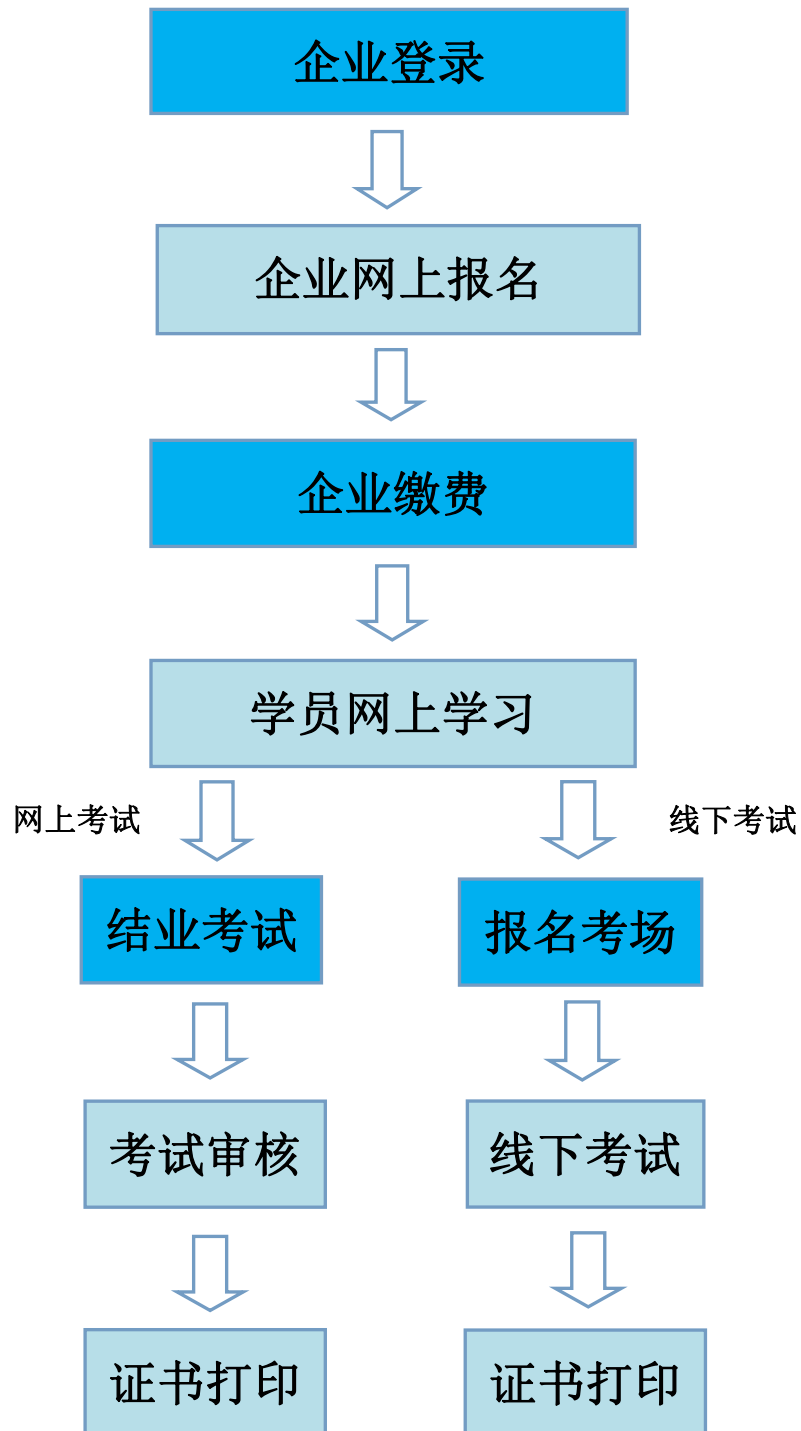 企业登录
企业网上报名
企业缴费
学员网上学习
网上考试
线下考试
结业考试
报名考场
考试审核
线下考试
证书打印
证书打印